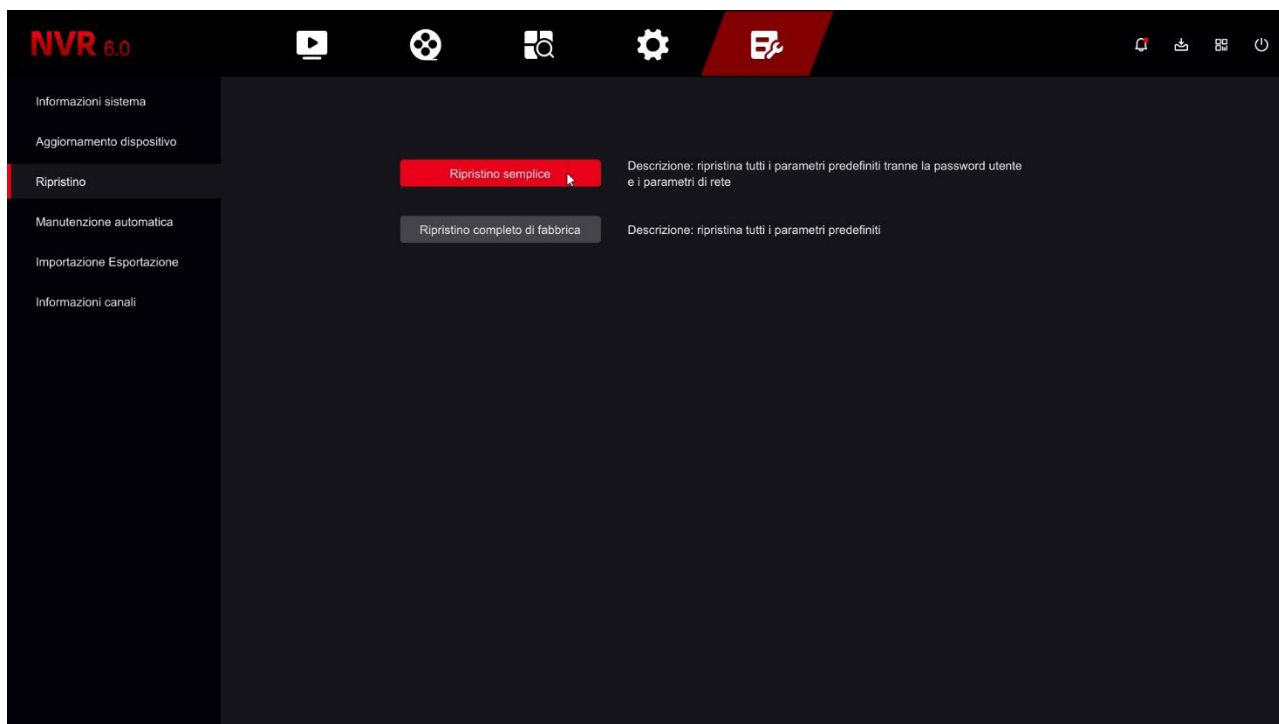 NVR 6.0
Informazioni sistema
Aggiornamento dispositivo
Ripristino
Manutenzione automatica
Importazione Esportazione
Informazioni canali
Ripristino semplice
Descrizione: ripristina tutti i parametri predefiniti tranne la password utente
e i parametri di rete
Ripristino completo di fabbrica
Descrizione: ripristina tutti i parametri predefiniti